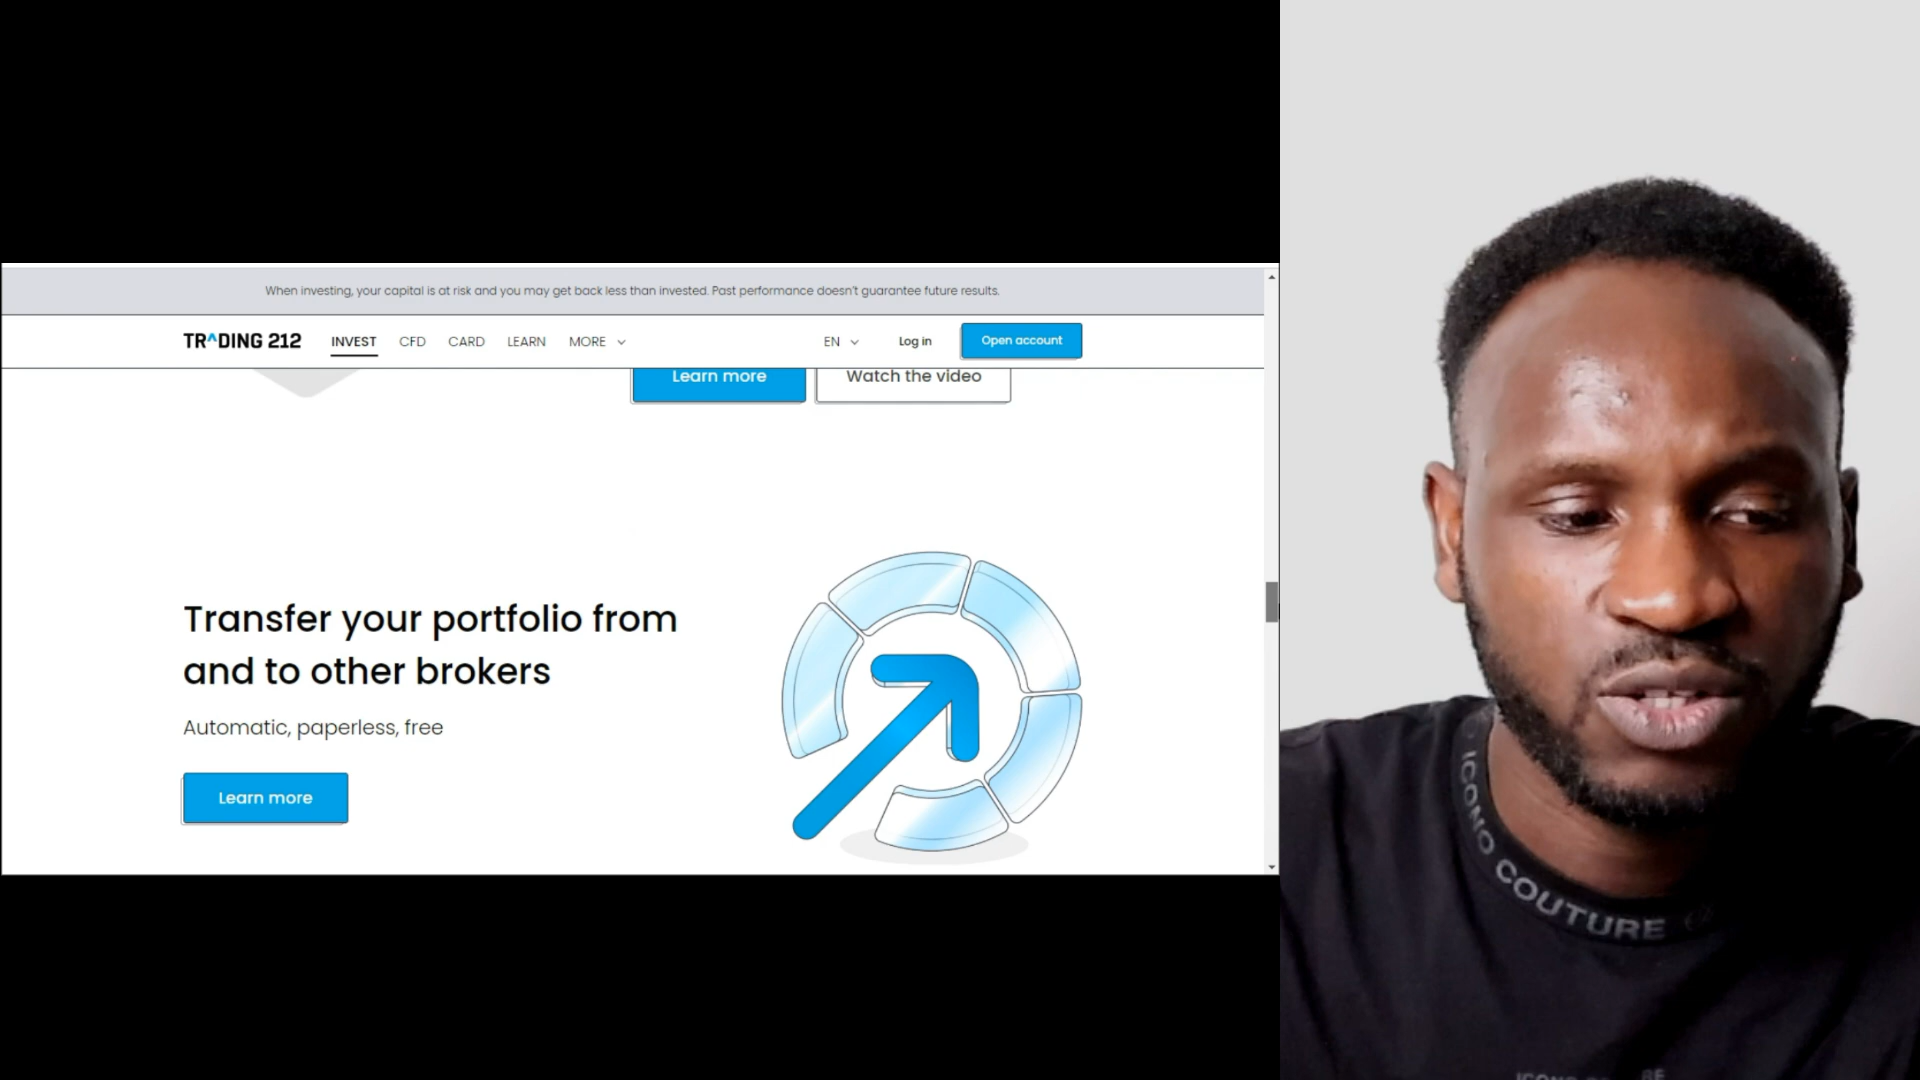 When investing, your capital is at risk and you may get back less than invested. Past performance doesn't guarantee future results.
TR^DING 212 INVEST CFD CARD LEARN MORE EN Log in Open account
Learn more Watch the video
Transfer your portfolio from
and to other brokers
Automatic, paperless, free
Learn more
ICONO COUTURE